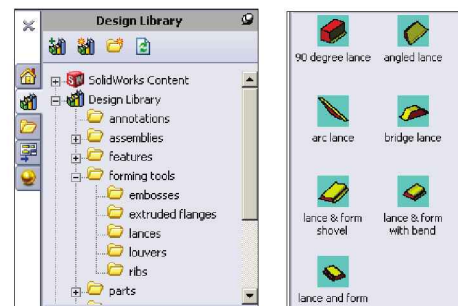 Design Library
SolidWorks Content
Design Library
annotations
assemblies
features
forming tools
embosses
extruded flanges
lances
louvers
ribs
parts
90 degree lance
angled lance
arc lance
bridge lance
lance & form
shovel
lance & form
with bend
lance and form